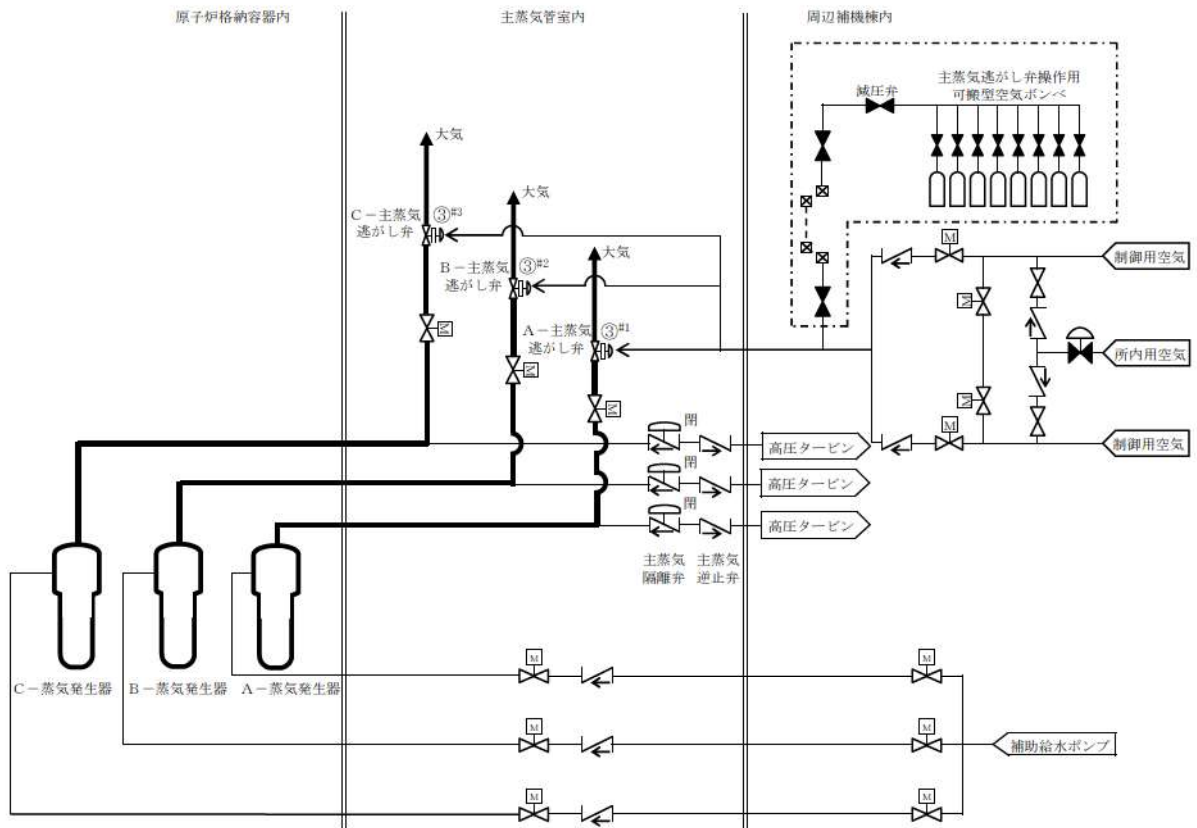 原子炉格納容器内
主蒸気管室内
周辺補機棟内
主蒸気逃がし弁操作用
可搬型空気ボンベ
減圧弁
大気
大気
大気
C－主蒸気
逃がし弁
③#3
B－主蒸気
逃がし弁
③#2
A－主蒸気
逃がし弁
③#1
M
M
M
M
M
M
M
制御用空気
所内用空気
制御用空気
閉
閉
閉
高圧タービン
高圧タービン
高圧タービン
主蒸気
隔離弁
主蒸気
逆止弁
C－蒸気発生器
B－蒸気発生器
A－蒸気発生器
M
M
M
M
M
M
補助給水ポンプ